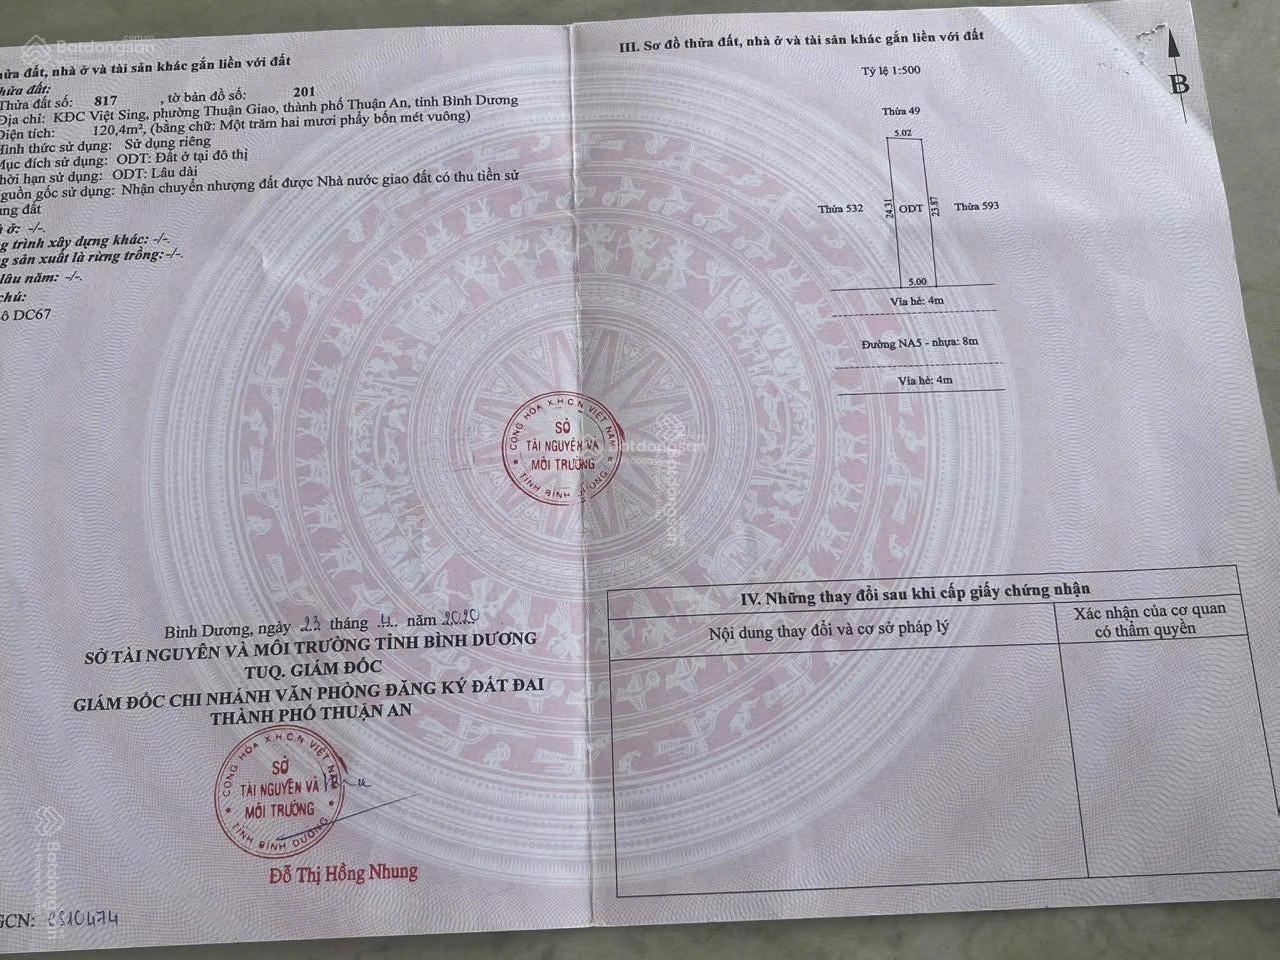 Batdongsan
.com.vn
hửa đất, nhà ở và tài sản khác gắn liền với đất
hửa đất:
Thửa đất số: 817 , tờ bản đồ số: 201
Địa chỉ: KDC Việt Sing, phường Thuận Giao, thành phố Thuận An, tỉnh Bình Dương
Diện tích: 120,4m², (bằng chữ: Một trăm hai mươi phẩy bốn mét vuông)
Hình thức sử dụng: Sử dụng riêng
Mục đích sử dụng: ODT: Đất ở tại đô thị
hời hạn sử dụng: ODT: Lâu dài
guồn gốc sử dụng: Nhận chuyển nhượng đất được Nhà nước giao đất có thu tiền sử
ụng đất
à ở: -/-.
g trình xây dựng khác: -/-.
g sản xuất là rừng trồng: -/-.
lâu năm: -/-.
chú:
ô DC67
Bình Dương, ngày 23 tháng 11 năm 2020
SỞ TÀI NGUYÊN VÀ MÔI TRƯỜNG TỈNH BÌNH DƯƠNG
TUQ. GIÁM ĐỐC
GIÁM ĐỐC CHI NHÁNH VĂN PHÒNG ĐĂNG KÝ ĐẤT ĐAI
THÀNH PHỐ THUẬN AN
CỘNG HÒA X.H.C.N VIỆT NAM
SỞ
TÀI NGUYÊN VÀ
MÔI TRƯỜNG
TỈNH BÌNH DƯƠNG
Đỗ Thị Hồng Nhung
GCN: CS10474
CỘNG HÒA X.H.C.N VIỆT NAM
SỞ
TÀI NGUYÊN VÀ
MÔI TRƯỜNG
TỈNH BÌNH DƯƠNG
III. Sơ đồ thửa đất, nhà ở và tài sản khác gắn liền với đất
Tỷ lệ 1:500
B
Thửa 49
5.02
Thửa 532
24.31
ODT
23.87
Thửa 593
5.00
Vỉa hè: 4m
Đường NA5 - nhựa: 8m
Vỉa hè: 4m
Batdongsan
Batdongsan
IV. Những thay đổi sau khi cấp giấy chứng nhận
Nội dung thay đổi và cơ sở pháp lý
Xác nhận của cơ quan
có thẩm quyền
Batdongsan